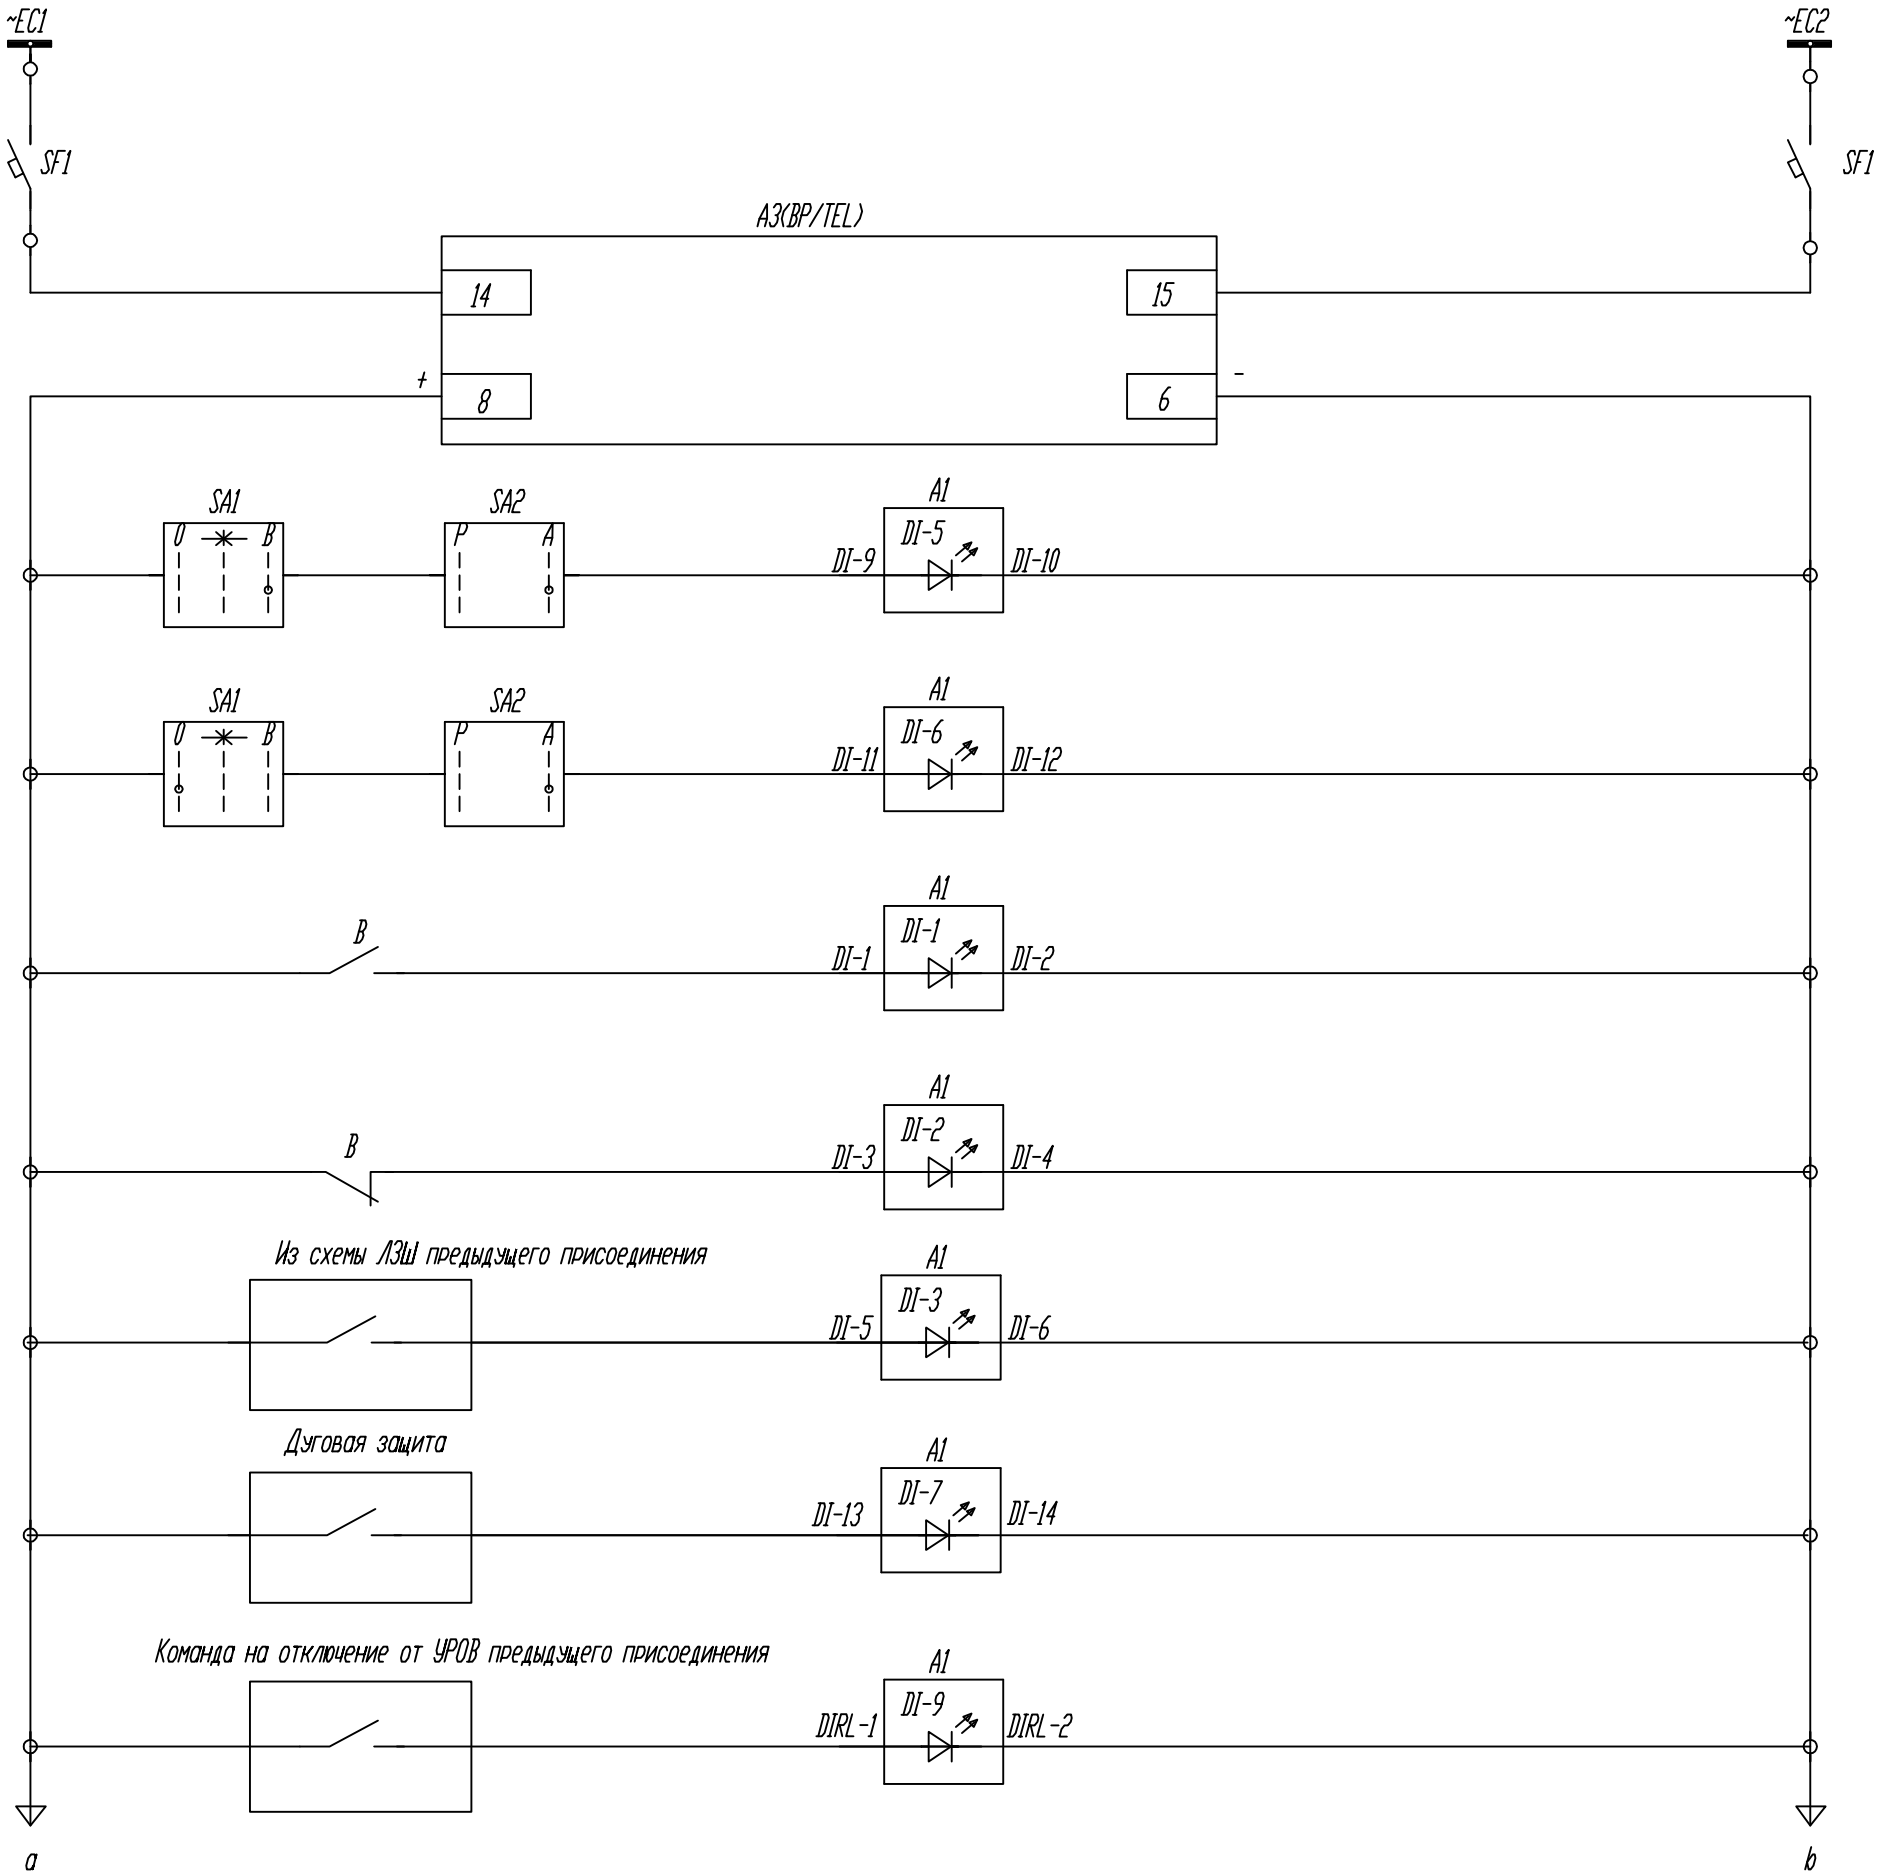 ~EC1
~EC2
SF1
SF1
A3(BP/TEL)
14
15
+
-
8
6
SA1
SA2
A1
O
B
P
A
DI-5
DI-9
DI-10
SA1
SA2
A1
O
B
P
A
DI-6
DI-11
DI-12
A1
B
DI-1
DI-1
DI-2
A1
B
DI-2
DI-3
DI-4
Из схемы ЛЗШ предыдущего присоединения
A1
DI-3
DI-5
DI-6
Дуговая защита
A1
DI-7
DI-13
DI-14
Команда на отключение от УРОВ предыдущего присоединения
A1
DI-9
DIRL-1
DIRL-2
a
b